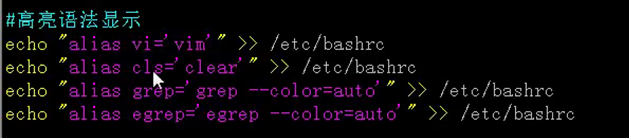 #高亮语法显示
echo "alias vi='vim'" >> /etc/bashrc
echo "alias cls='clear'" >> /etc/bashrc
echo "alias grep='grep --color=auto'" >> /etc/bashrc
echo "alias egrep='egrep --color=auto'" >> /etc/bashrc